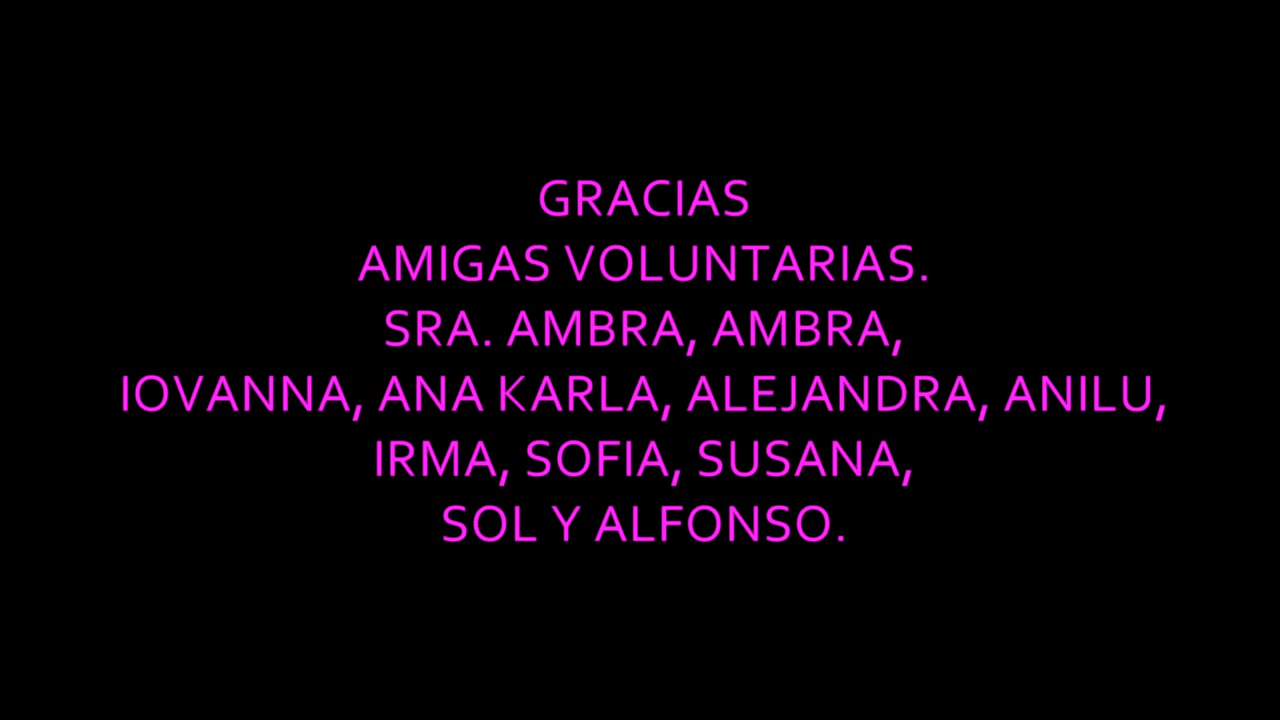 GRACIAS
AMIGAS VOLUNTARIAS.
SRA. AMBRA, AMBRA,
IOVANNA, ANA KARLA, ALEJANDRA, ANILU,
IRMA, SOFIA, SUSANA,
SOL Y ALFONSO.